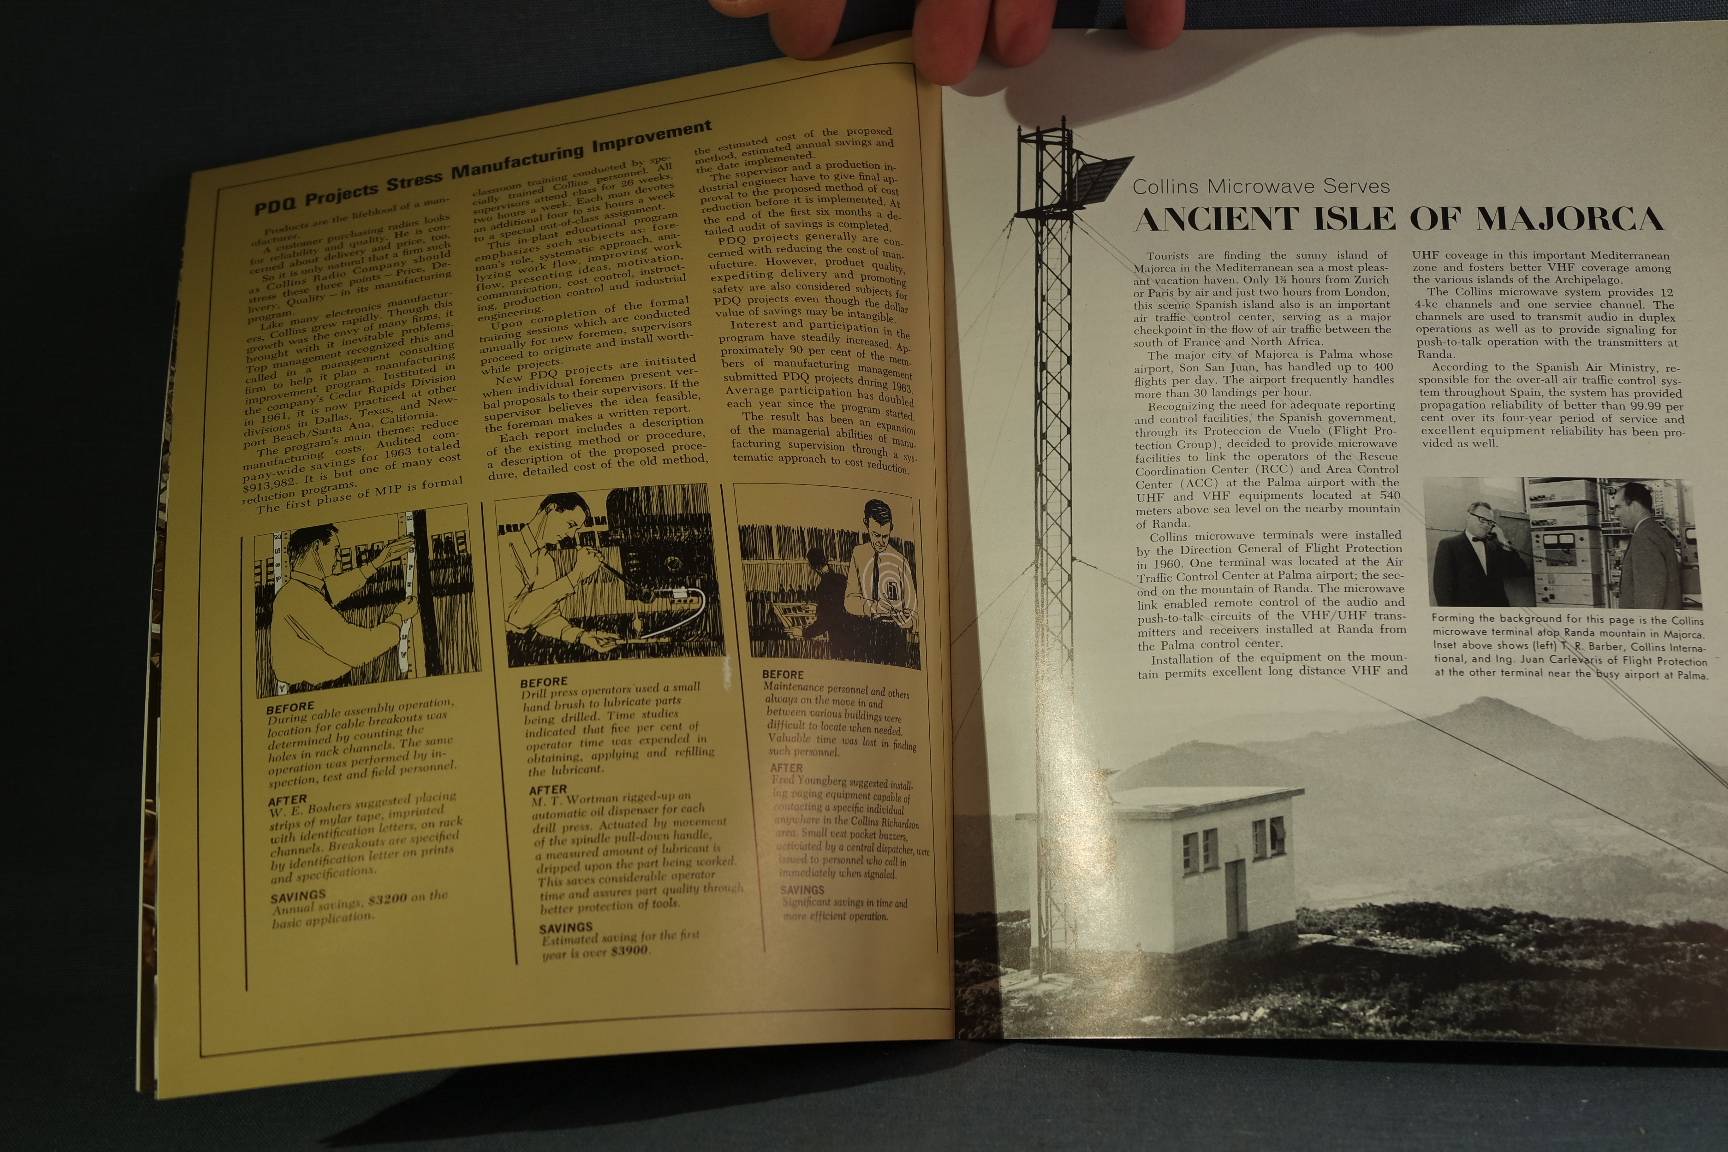 PDQ Projects Stress Manufacturing Improvement
Products are the lifeblood of a man-
ufacturer.
A customer purchasing radios looks
for reliability and quality. He is con-
cerned about delivery and price, too.
So it is only natural that a firm such
as Collins Radio Company should
stress these three points — Price, De-
livery, Quality — in its manufacturing
program.
Like many electronics manufactur-
ers, Collins grew rapidly. Though this
growth was the envy of many firms, it
brought with it inevitable problems.
Top management recognized this and
called in a management consulting
firm to help it plan a manufacturing
improvement program. Instituted in
the company's Cedar Rapids Division
in 1961, it is now practiced at other
divisions in Dallas, Texas, and New-
port Beach/Santa Ana, California.
The program's main theme: reduce
manufacturing costs. Audited com-
pany-wide savings for 1963 totaled
$913,982. It is but one of many cost
reduction programs.
The first phase of MIP is formal
classroom training conducted by spe-
cially trained Collins personnel. All
supervisors attend class for 26 weeks,
two hours a week. Each man devotes
an additional four to six hours a week
to a special out-of-class assignment.
This in-plant educational program
emphasizes such subjects as: fore-
man's role, systematic approach, ana-
lyzing work flow, improving work
flow, presenting ideas, motivation,
communication, cost control, instruct-
ing, production control and industrial
engineering.
Upon completion of the formal
training sessions which are conducted
annually for new foremen, supervisors
proceed to originate and install worth-
while projects.
New PDQ projects are initiated
when individual foremen present ver-
bal proposals to their supervisors. If the
supervisor believes the idea feasible,
the foreman makes a written report.
Each report includes a description
of the existing method or procedure,
a description of the proposed proce-
dure, detailed cost of the old method,
the estimated cost of the proposed
method, estimated annual savings and
the date implemented.
The supervisor and a production in-
dustrial engineer have to give final ap-
proval to the proposed method of cost
reduction before it is implemented. At
the end of the first six months a de-
tailed audit of savings is completed.
PDQ projects generally are con-
cerned with reducing the cost of man-
ufacture. However, product quality,
expediting delivery and promoting
safety are also considered subjects for
PDQ projects even though the dollar
value of savings may be intangible.
Interest and participation in the
program have steadily increased. Ap-
proximately 90 per cent of the mem-
bers of manufacturing management
submitted PDQ projects during 1963.
Average participation has doubled
each year since the program started.
The result has been an expansion
of the managerial abilities of manu-
facturing supervision through a sys-
tematic approach to cost reduction.
BEFORE
During cable assembly operation,
location for cable breakouts was
determined by counting the
holes in rack channels. The same
operation was performed by in-
spection, test and field personnel.
AFTER
W. E. Boshers suggested placing
strips of mylar tape, imprinted
with identification letters, on rack
channels. Breakouts are specified
by identification letter on prints
and specifications.
SAVINGS
Annual savings, $3200 on the
basic application.
BEFORE
Drill press operators used a small
hand brush to lubricate parts
being drilled. Time studies
indicated that five per cent of
operator time was expended in
obtaining, applying and refilling
the lubricant.
AFTER
M. T. Wortman rigged-up an
automatic oil dispenser for each
drill press. Actuated by movement
of the spindle pull-down handle,
a measured amount of lubricant is
dripped upon the part being worked.
This saves considerable operator
time and assures part quality through
better protection of tools.
SAVINGS
Estimated saving for the first
year is over $3900.
BEFORE
Maintenance personnel and others
always on the move in and
between various buildings were
difficult to locate when needed.
Valuable time was lost in finding
such personnel.
AFTER
Fred Youngberg suggested install-
ing paging equipment capable of
contacting a specific individual
anywhere in the Collins Richardson
area. Small vest pocket buzzers,
activiated by a central dispatcher, were
issued to personnel who call in
immediately when signaled.
SAVINGS
Significant savings in time and
more efficient operation.
Collins Microwave Serves
ANCIENT ISLE OF MAJORCA
Tourists are finding the sunny island of
Majorca in the Mediterranean sea a most pleas-
ant vacation haven. Only 1½ hours from Zurich
or Paris by air and just two hours from London,
this scenic Spanish island also is an important
air traffic control center, serving as a major
checkpoint in the flow of air traffic between the
south of France and North Africa.
The major city of Majorca is Palma whose
airport, Son San Juan, has handled up to 400
flights per day. The airport frequently handles
more than 30 landings per hour.
Recognizing the need for adequate reporting
and control facilities, the Spanish government,
through its Proteccion de Vuelo (Flight Pro-
tection Group), decided to provide microwave
facilities to link the operators of the Rescue
Coordination Center (RCC) and Area Control
Center (ACC) at the Palma airport with the
UHF and VHF equipments located at 540
meters above sea level on the nearby mountain
of Randa.
Collins microwave terminals were installed
by the Direction General of Flight Protection
in 1960. One terminal was located at the Air
Traffic Control Center at Palma airport; the sec-
ond on the mountain of Randa. The microwave
link enabled remote control of the audio and
push-to-talk circuits of the VHF/UHF trans-
mitters and receivers installed at Randa from
the Palma control center.
Installation of the equipment on the moun-
tain permits excellent long distance VHF and
UHF coveage in this important Mediterranean
zone and fosters better VHF coverage among
the various islands of the Archipelago.
The Collins microwave system provides 12
4-kc channels and one service channel. The
channels are used to transmit audio in duplex
operations as well as to provide signaling for
push-to-talk operation with the transmitters at
Randa.
According to the Spanish Air Ministry, re-
sponsible for the over-all air traffic control sys-
tem throughout Spain, the system has provided
propagation reliability of better than 99.99 per
cent over its four-year period of service and
excellent equipment reliability has been pro-
vided as well.
Forming the background for this page is the Collins
microwave terminal atop Randa mountain in Majorca.
Inset above shows (left) T. R. Barber, Collins Interna-
tional, and Ing. Juan Carlevaris of Flight Protection
at the other terminal near the busy airport at Palma.